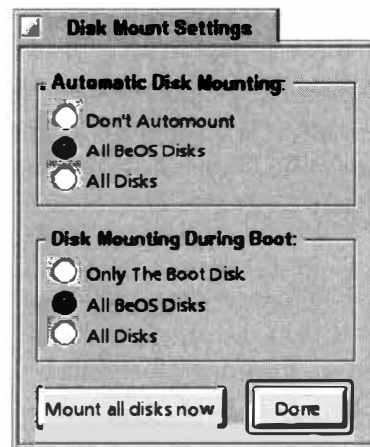 Disk Mount Settings
Automatic Disk Mounting:
Don't Automount
All BeOS Disks
All Disks
Disk Mounting During Boot:
Only The Boot Disk
All BeOS Disks
All Disks
Mount all disks now
Done